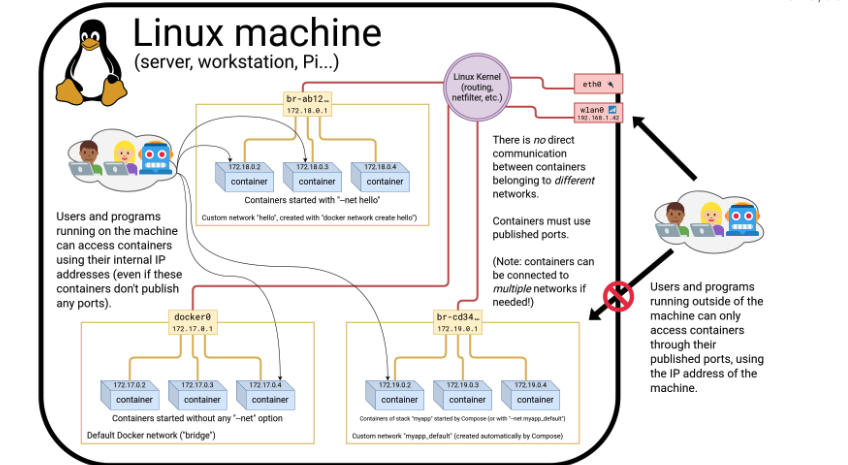 Linux machine
(server, workstation, Pi...)
Linux Kernel
(routing,
netfilter, etc.)
eth0
wlan0
192.168.1.42
br-ab12…
172.18.0.1
172.18.0.2
172.18.0.3
172.18.0.4
container
container
container
Containers started with "--net hello"
Custom network "hello", created with "docker network create hello")
Users and programs
running on the machine
can access containers
using their internal IP
addresses (even if these
containers don't publish
any ports).
There is no direct
communication
between containers
belonging to different
networks.
Containers must use
published ports.
(Note: containers can
be connected to
multiple networks if
needed!)
Users and programs
running outside of the
machine can only
access containers
through their
published ports, using
the IP address of the
machine.
docker0
172.17.0.1
172.17.0.2
172.17.0.3
172.17.0.4
container
container
container
Containers started without any "--net" option
Default Docker network ("bridge")
br-cd34…
172.19.0.1
172.19.0.2
172.19.0.3
172.19.0.4
container
container
container
Containers of stack "myapp" started by Compose (or with "--net myapp_default")
Custom network "myapp_default" (created automatically by Compose)